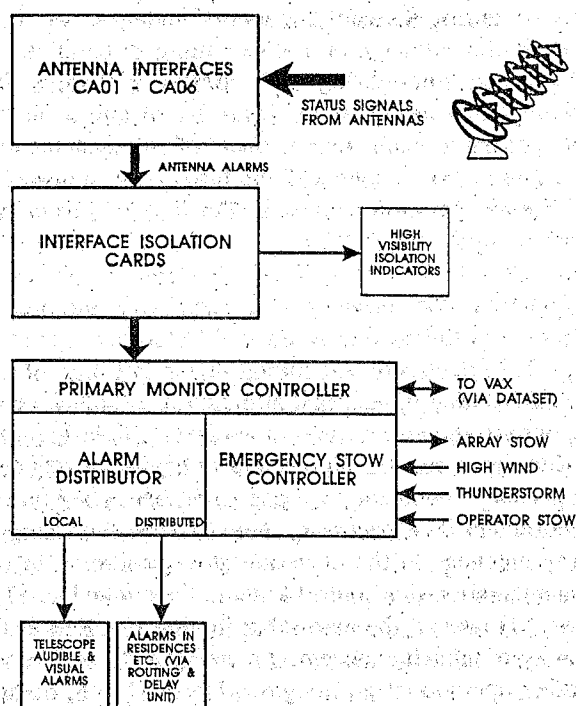 ANTENNA INTERFACES
CA01 - CA06
STATUS SIGNALS
FROM ANTENNAS
ANTENNA ALARMS
INTERFACE ISOLATION
CARDS
HIGH
VISIBILITY
ISOLATION
INDICATORS
PRIMARY MONITOR CONTROLLER
TO VAX
(VIA DATASET)
ALARM
DISTRIBUTOR
LOCAL
DISTRIBUTED
EMERGENCY STOW
CONTROLLER
ARRAY STOW
HIGH WIND
THUNDERSTORM
OPERATOR STOW
TELESCOPE
AUDIBLE &
VISUAL
ALARMS
ALARMS IN
RESIDENCES
ETC. (VIA
ROUTING &
DELAY
UNIT)